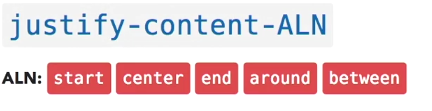 justify-content-ALN
ALN: start center end around between